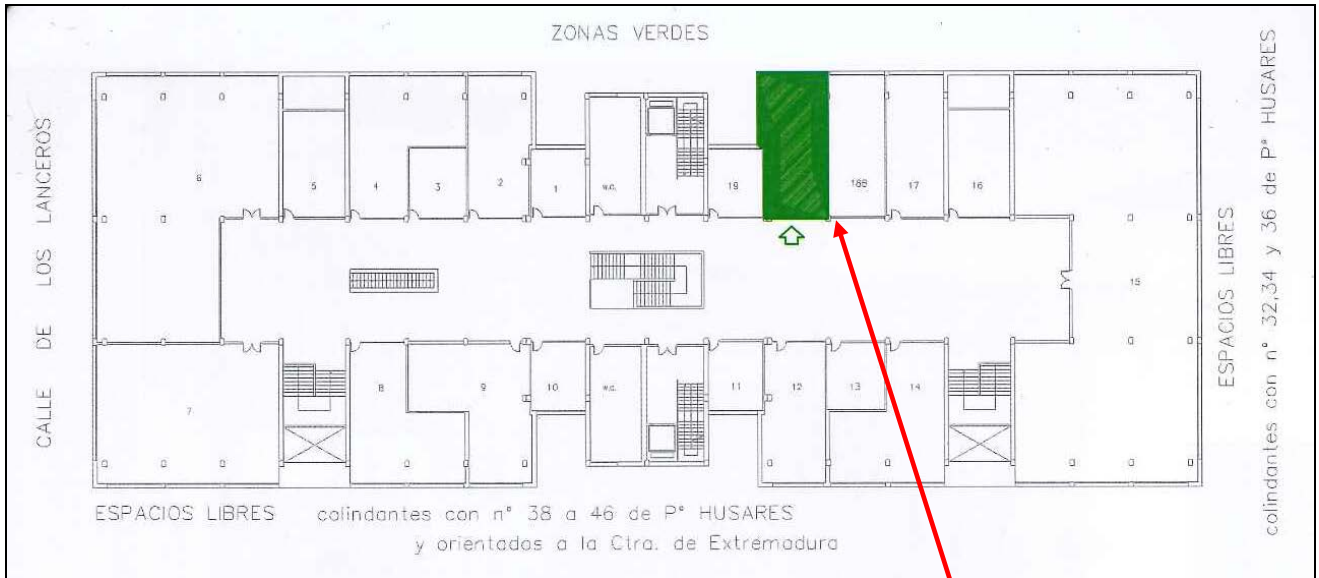 ZONAS VERDES
CALLE DE LOS LANCEROS
6
5
4
3
2
1
W.C.
19
18B
17
16
15
7
8
9
10
W.C.
11
12
13
14
ESPACIOS LIBRES
colindantes con nº 32,34 y 36 de Pº HUSARES
ESPACIOS LIBRES colindantes con nº 38 a 46 de Pº HUSARES
y orientados a la Ctra. de Extremadura